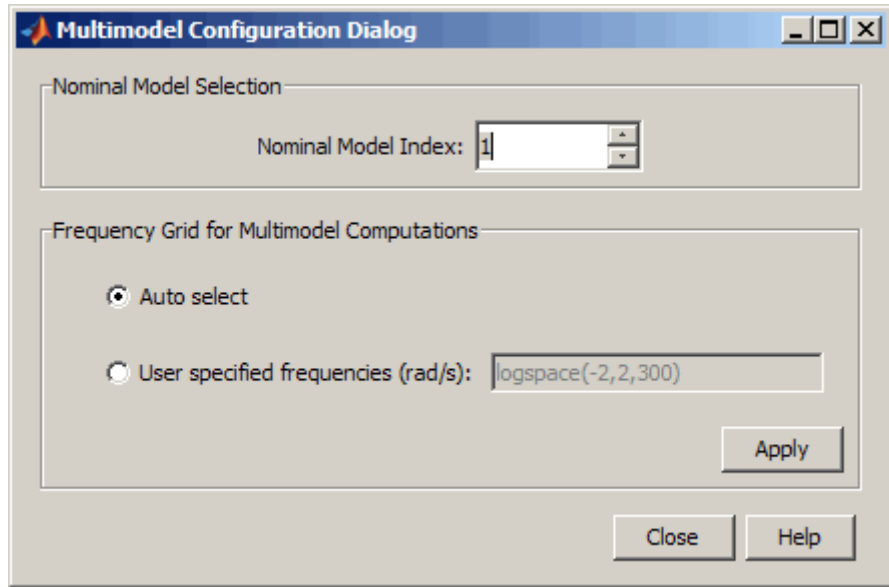 Multimodel Configuration Dialog
Nominal Model Selection
Nominal Model Index: 1
Frequency Grid for Multimodel Computations
Auto select
User specified frequencies (rad/s): logspace(-2,2,300)
Apply
Close Help